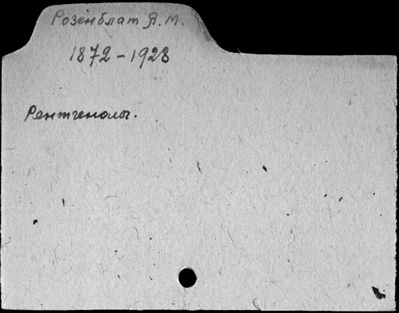 Розенблат Я.М.
1872-1928
Рентгенолог.